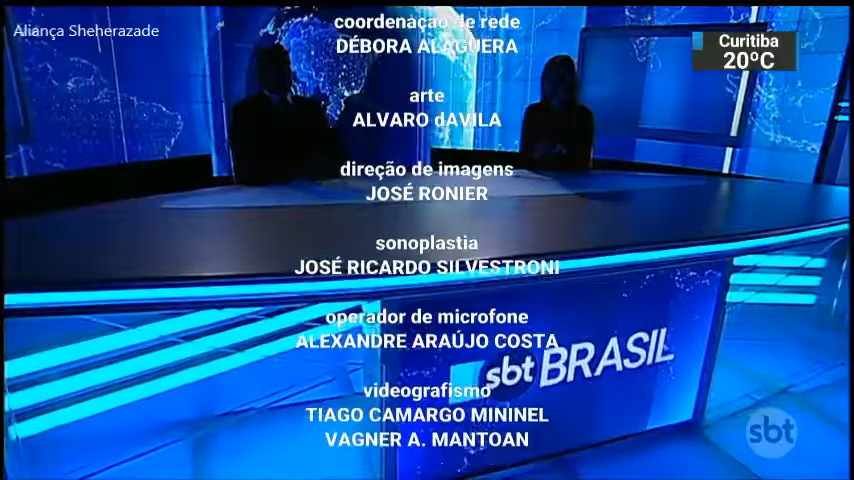 Aliança Sheherazade
coordenação de rede
DÉBORA ALAGUERA
Curitiba
20ºC
arte
ALVARO dAVILA
direção de imagens
JOSÉ RONIER
sonoplastia
JOSÉ RICARDO SILVESTRONI
operador de microfone
ALEXANDRE ARAÚJO COSTA
sbt BRASIL
videografismo
TIAGO CAMARGO MININEL
VAGNER A. MANTOAN
sbt